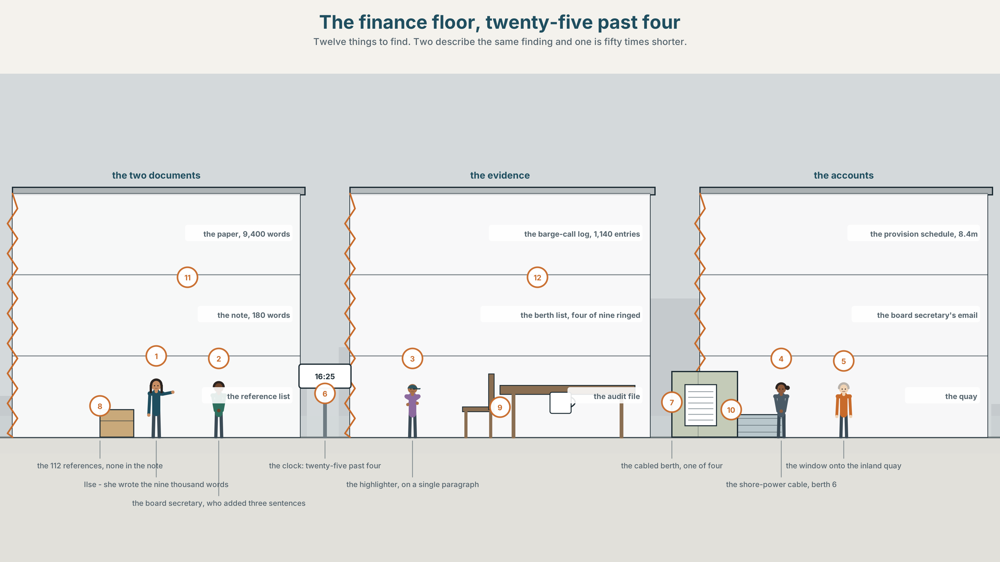 The finance floor, twenty-five past four
Twelve things to find. Two describe the same finding and one is fifty times shorter.
the two documents
the evidence
the accounts
the paper, 9,400 words
the barge-call log, 1,140 entries
the provision schedule, 8.4m
11
12
the note, 180 words
the berth list, four of nine ringed
the board secretary's email
1
2
3
4
5
16:25
6
the reference list
the audit file
the quay
8
9
7
10
the 112 references, none in the note
the clock: twenty-five past four
the cabled berth, one of four
the window onto the inland quay
Ilse - she wrote the nine thousand words
the highlighter, on a single paragraph
the shore-power cable, berth 6
the board secretary, who added three sentences